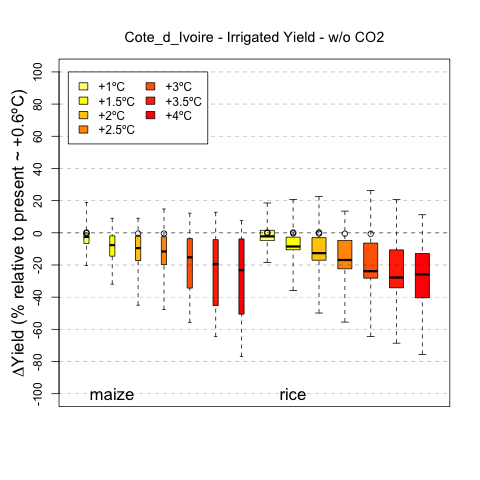 Cote_d_Ivoire - Irrigated Yield - w/o CO2
ΔYield (% relative to present ~ +0.6ºC)
100
80
60
40
20
0
-20
-40
-60
-80
-100
+1ºC
+1.5ºC
+2ºC
+2.5ºC
+3ºC
+3.5ºC
+4ºC
maize
rice